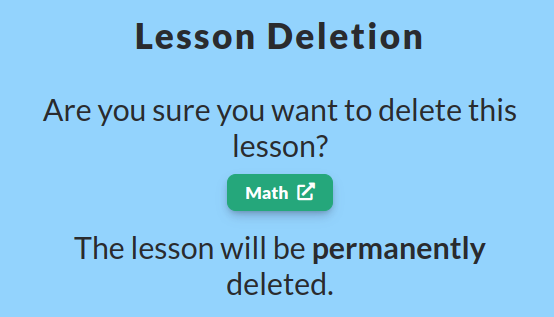 Lesson Deletion
Are you sure you want to delete this
lesson?
Math
The lesson will be permanently
deleted.